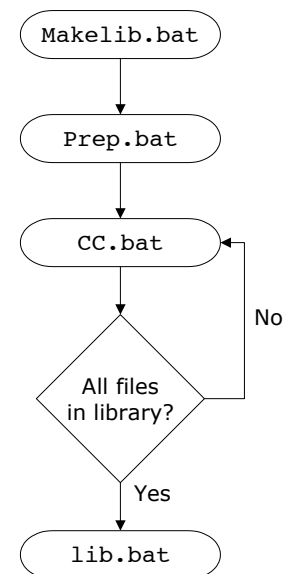 Makelib.bat
Prep.bat
CC.bat
No
All files
in library?
Yes
lib.bat